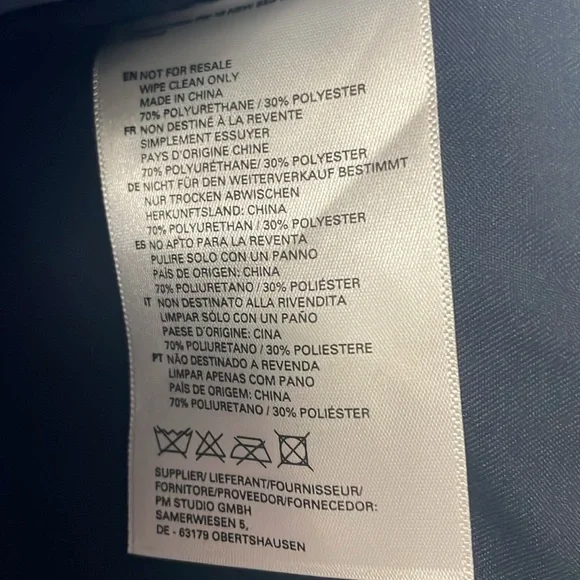 EN NOT FOR RESALE
WIPE CLEAN ONLY
MADE IN CHINA
70% POLYURETHANE / 30% POLYESTER
FR NON DESTINÉ À LA REVENTE
SIMPLEMENT ESSUYER
PAYS D'ORIGINE CHINE
70% POLYURÉTHANE/ 30% POLYESTER
DE NICHT FÜR DEN WEITERVERKAUF BESTIMMT
NUR TROCKEN ABWISCHEN
HERKUNFTSLAND: CHINA
70% POLYURETHAN / 30% POLYESTER
ES NO APTO PARA LA REVENTA
PULIRE SOLO CON UN PANNO
PAÍS DE ORIGEN: CHINA
70% POLIURETANO / 30% POLIÉSTER
IT NON DESTINATO ALLA RIVENDITA
LIMPIAR SÓLO CON UN PAÑO
PAESE D'ORIGINE: CINA
70% POLIURETANO / 30% POLIESTERE
PT NÃO DESTINADO A REVENDA
LIMPAR APENAS COM PANO
PAÍS DE ORIGEM: CHINA
70% POLIURETANO / 30% POLIÉSTER
SUPPLIER/ LIEFERANT/FOURNISSEUR/
FORNITORE/PROVEEDOR/FORNECEDOR:
PM STUDIO GMBH
SAMERWIESEN 5,
DE - 63179 OBERTSHAUSEN